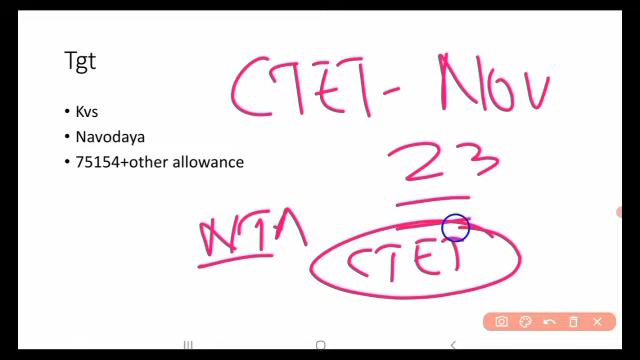 Tgt
CTET- Nov
• Kvs
• Navodaya
23
• 75154+other allowance
NTA
CTET